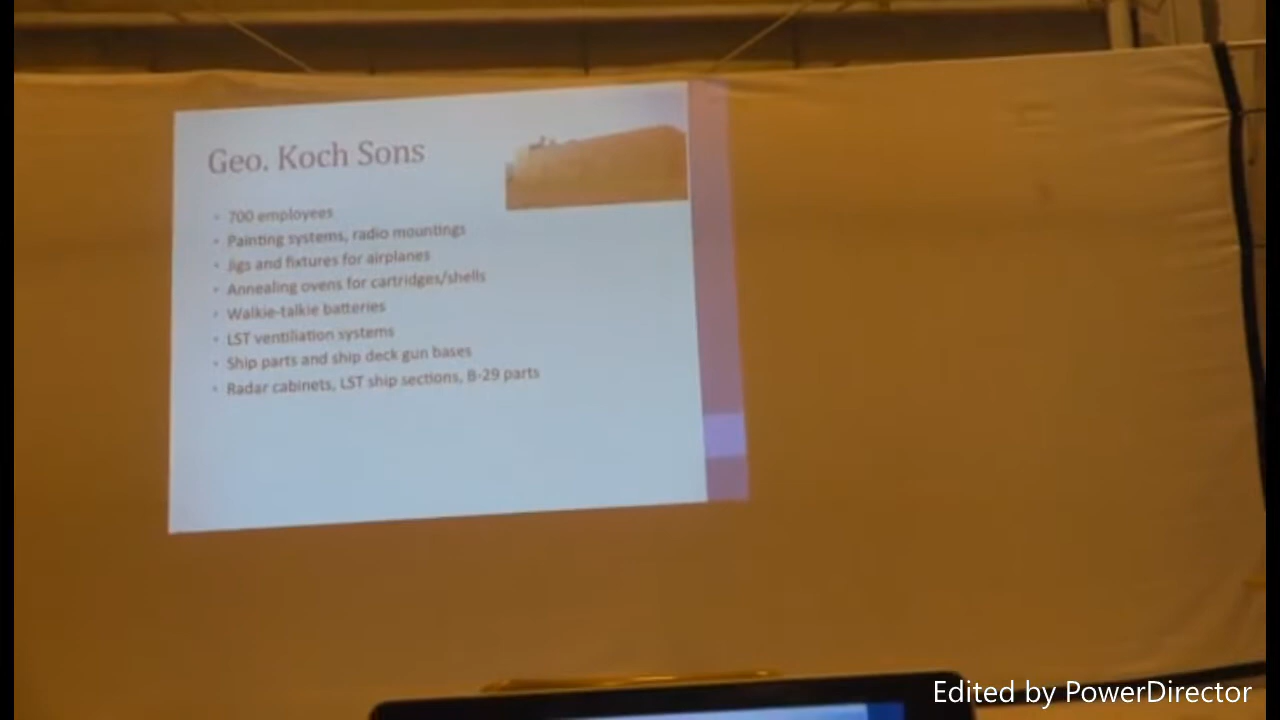 Geo. Koch Sons
• 700 employees
• Painting systems, radio mountings
• Jigs and fixtures for airplanes
• Annealing ovens for cartridges/shells
• Walkie-talkie batteries
• LST ventiliation systems
• Ship parts and ship deck gun bases
• Radar cabinets, LST ship sections, B-29 parts
Edited by PowerDirector